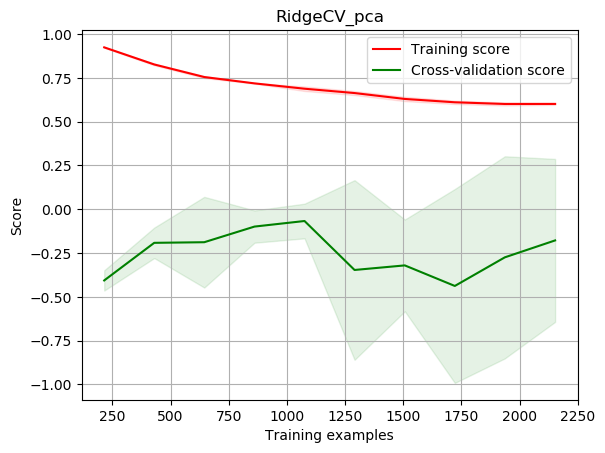 RidgeCV_pca
Training score
Cross-validation score
1.00
0.75
0.50
0.25
0.00
−0.25
−0.50
−0.75
−1.00
Score
250 500 750 1000 1250 1500 1750 2000 2250
Training examples